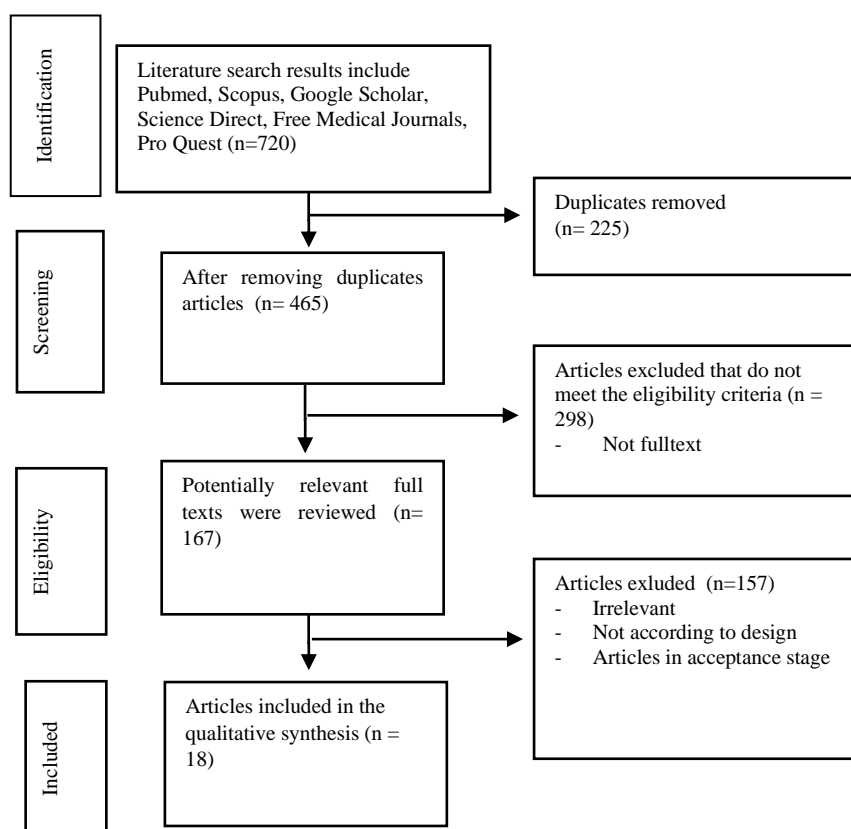 Identification
Literature search results include
Pubmed, Scopus, Google Scholar,
Science Direct, Free Medical Journals,
Pro Quest (n=720)
Duplicates removed
(n= 225)
Screening
After removing duplicates
articles (n= 465)
Articles excluded that do not
meet the eligibility criteria (n =
298)
- Not fulltext
Eligibility
Potentially relevant full
texts were reviewed (n=
167)
Articles exluded (n=157)
- Irrelevant
- Not according to design
- Articles in acceptance stage
Included
Articles included in the
qualitative synthesis (n =
18)